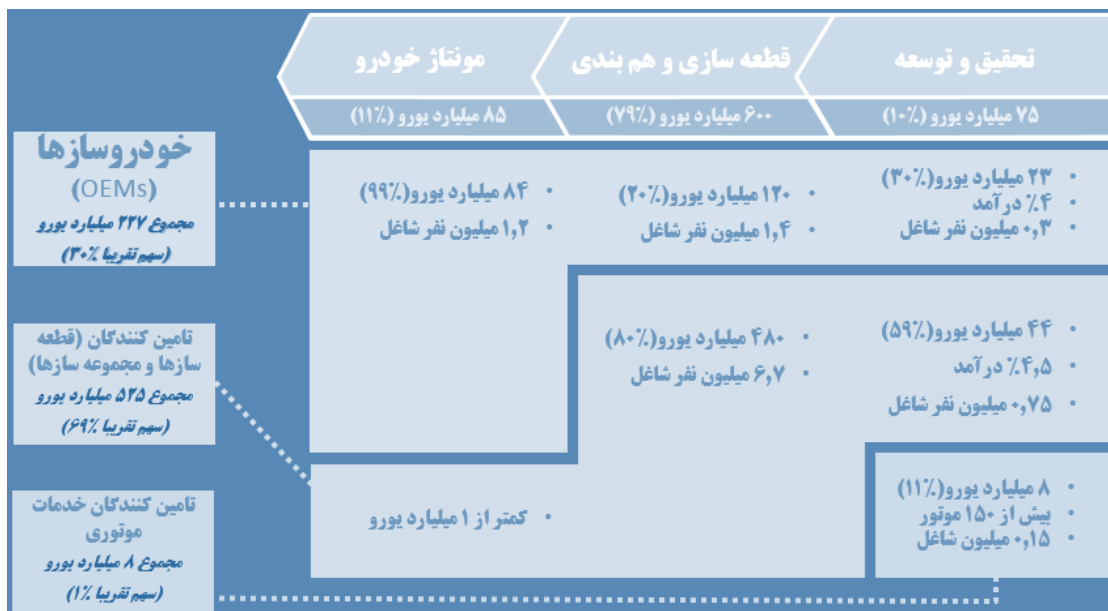 تحقیق و توسعه
قطعه سازی و هم بندی
مونتاژ خودرو
۷۵ میلیارد یورو (۱۰٪)
۶۰۰ میلیارد یورو (۷۹٪)
۸۵ میلیارد یورو (۱۱٪)
خودروسازها
(OEMs)
مجموع ۲۲۷ میلیارد یورو
(سهم تقریبا ۳۰٪)
• ۲۳ میلیارد یورو(۳۰٪)
• ۴٪ درآمد
• ۰,۳ میلیون نفر شاغل
• ۱۲۰ میلیارد یورو(۲۰٪)
• ۱,۴ میلیون نفر شاغل
• ۸۴ میلیارد یورو(۹۹٪)
• ۱,۲ میلیون نفر شاغل
تامین کنندگان (قطعه
سازها و مجموعه سازها)
مجموع ۵۲۵ میلیارد یورو
(سهم تقریبا ۶۹٪)
• ۴۴ میلیارد یورو(۵۹٪)
• ۴,۵٪ درآمد
• ۰,۷۵ میلیون نفر شاغل
• ۴۸۰ میلیارد یورو(۸۰٪)
• ۶,۷ میلیون نفر شاغل
• کمتر از ۱ میلیارد یورو
تامین کنندگان خدمات
موتوری
مجموع ۸ میلیارد یورو
(سهم تقریبا ۱٪)
• ۸ میلیارد یورو(۱۱٪)
• بیش از ۱۵۰ موتور
• ۰,۱۵ میلیون شاغل